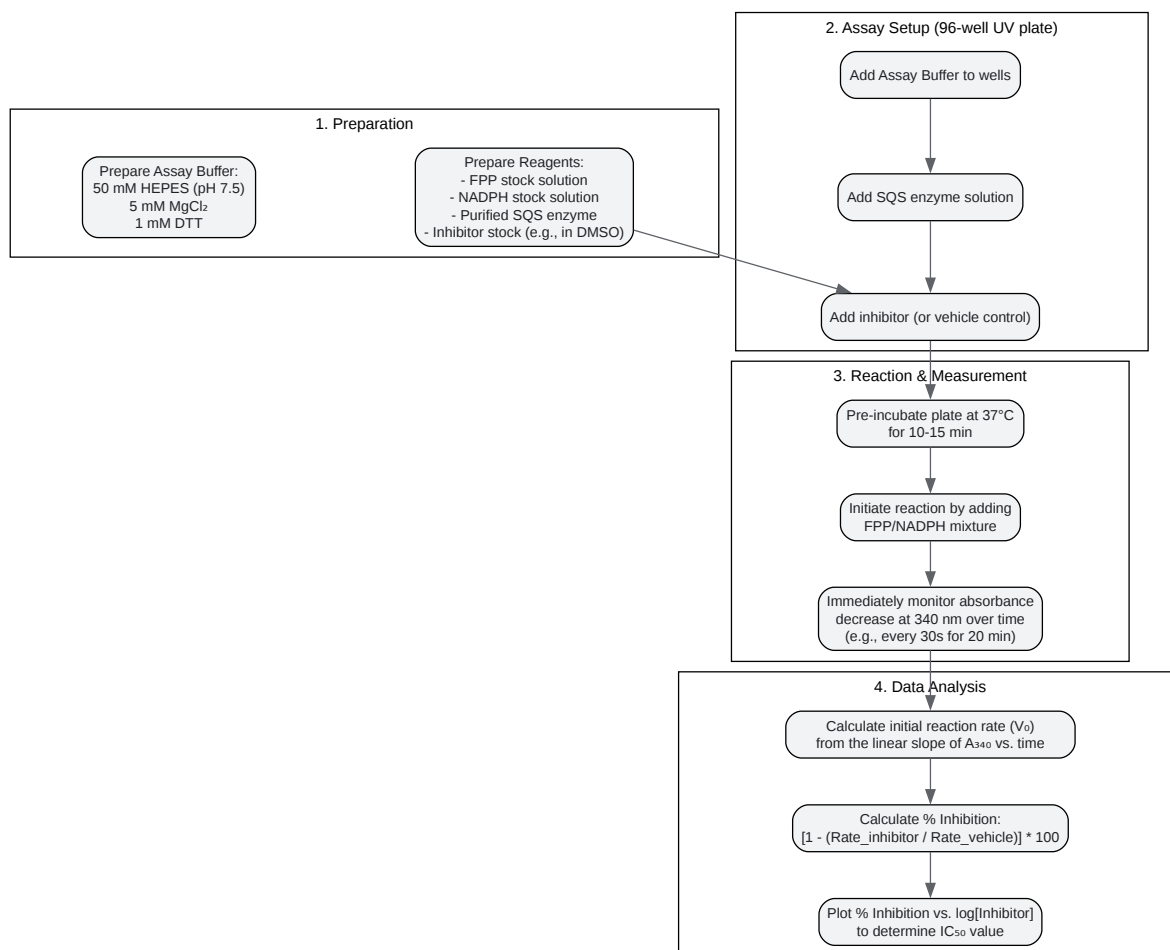 1. Preparation
Prepare Assay Buffer:
50 mM HEPES (pH 7.5)
5 mM MgCl₂
1 mM DTT
Prepare Reagents:
- FPP stock solution
- NADPH stock solution
- Purified SQS enzyme
- Inhibitor stock (e.g., in DMSO)
2. Assay Setup (96-well UV plate)
Add Assay Buffer to wells
Add SQS enzyme solution
Add inhibitor (or vehicle control)
3. Reaction & Measurement
Pre-incubate plate at 37°C
for 10-15 min
Initiate reaction by adding
FPP/NADPH mixture
Immediately monitor absorbance
decrease at 340 nm over time
(e.g., every 30s for 20 min)
4. Data Analysis
Calculate initial reaction rate (V₀)
from the linear slope of A₃₄₀ vs. time
Calculate % Inhibition:
[1 - (Rate_inhibitor / Rate_vehicle)] * 100
Plot % Inhibition vs. log[Inhibitor]
to determine IC₅₀ value